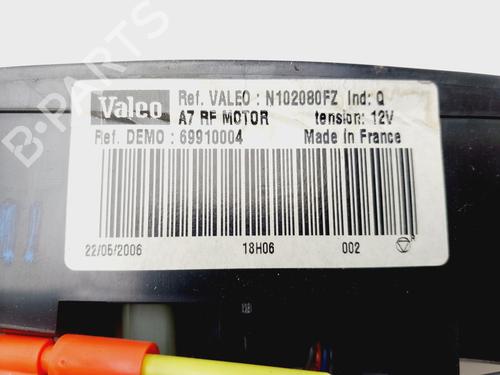 Valeo
Ref. VALEO : N102080FZ Ind: Q
A7 RF MOTOR tension: 12V
Ref. DEMO : 69910004 Made in France
22/05/2006 18H06 002
B-PARTS